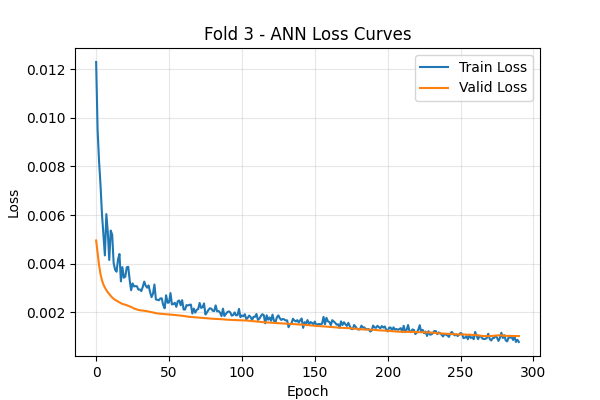 Fold 3 - ANN Loss Curves
Train Loss
Valid Loss
0.012
0.010
0.008
0.006
0.004
0.002
Loss
0 50 100 150 200 250 300
Epoch